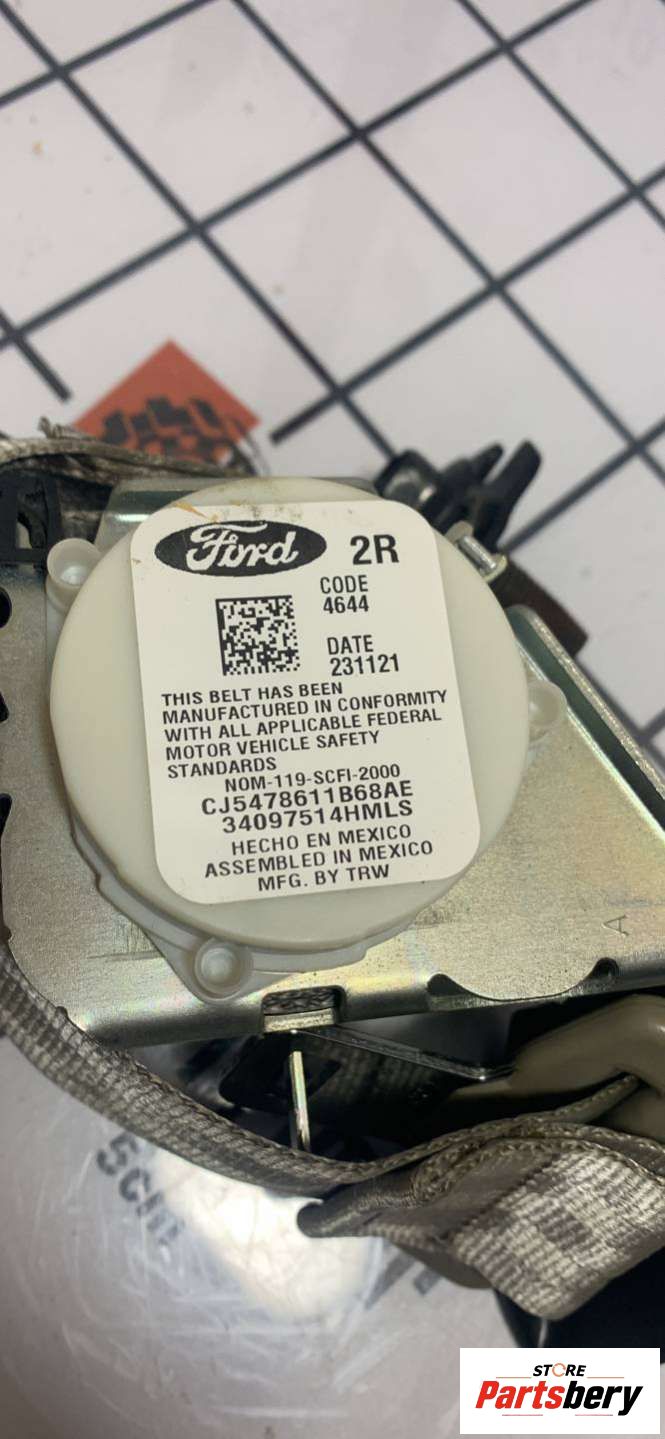 Ford 2R
CODE
4644
DATE
231121
THIS BELT HAS BEEN
MANUFACTURED IN CONFORMITY
WITH ALL APPLICABLE FEDERAL
MOTOR VEHICLE SAFETY
STANDARDS
NOM-119-SCFI-2000
CJ5478611B68AE
34097514HMLS
HECHO EN MEXICO
ASSEMBLED IN MEXICO
MFG. BY TRW
A
5cm
STORE
Partsbery